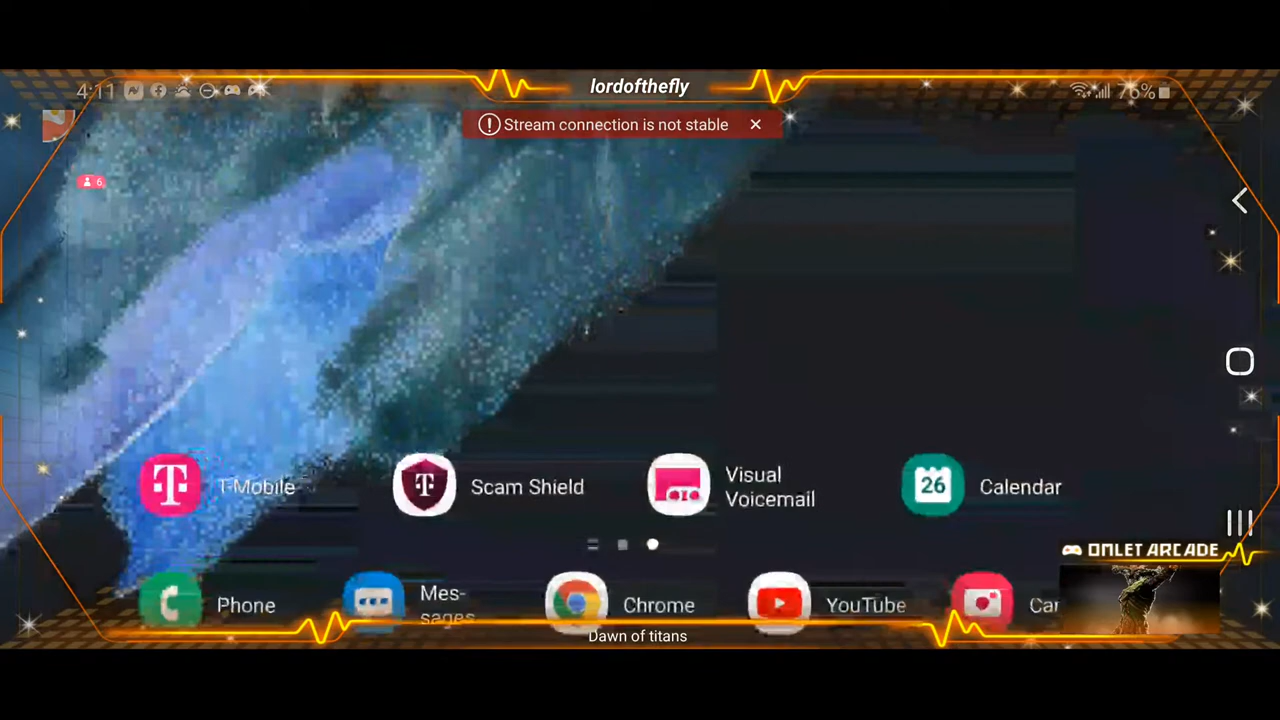 lordofthefly
4:11
76%
Stream connection is not stable
6
T
T-Mobile
T
Scam Shield
Visual
Voicemail
26
Calendar
OMLET ARCADE
Phone
Mes-
sages
Chrome
YouTube
Dawn of titans